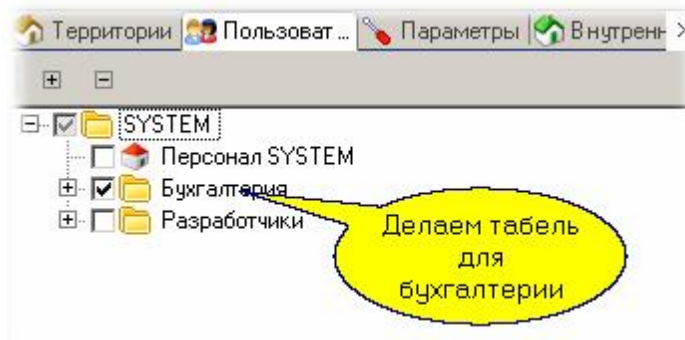 Территории Пользоват ... Параметры Внутренн
SYSTEM
Персонал SYSTEM
Бухгалтерия
Разработчики
Делаем табель
для
бухгалтерии